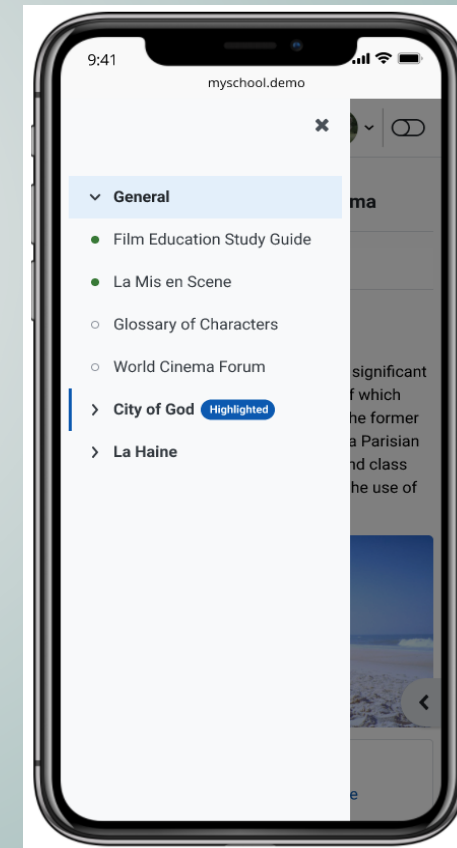 9:41
myschool.demo
General
ma
Film Education Study Guide
La Mis en Scene
Glossary of Characters
World Cinema Forum
significant
f which
City of God Highlighted
he former
a Parisian
La Haine
nd class
he use of
e